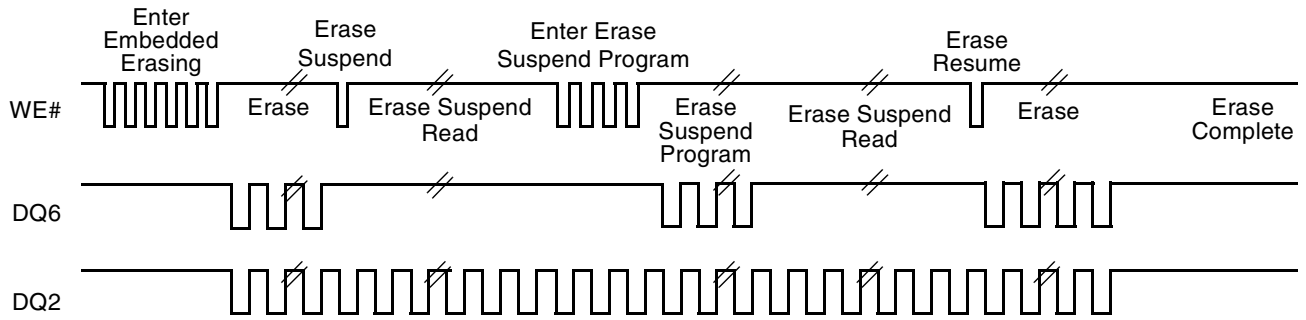 Enter
Embedded
Erasing
Erase
Suspend
Enter Erase
Suspend Program
Erase
Resume
WE#
Erase
Erase Suspend
Read
Erase
Suspend
Program
Erase Suspend
Read
Erase
Erase
Complete
DQ6
DQ2